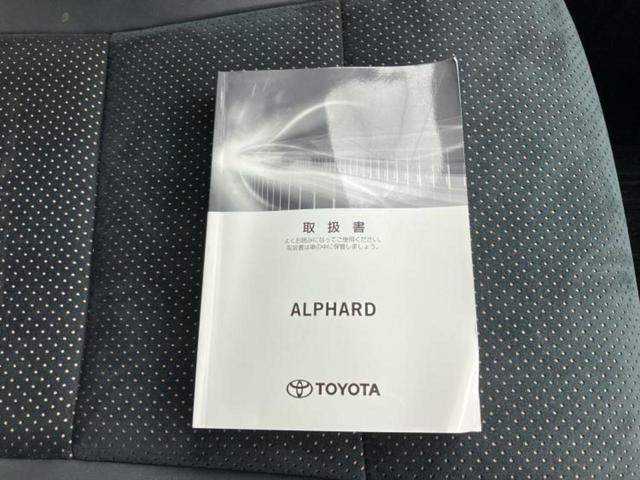 取扱書
よくお読みになってご使用ください。
取扱書は車の中に保管しましょう。
ALPHARD
TOYOTA